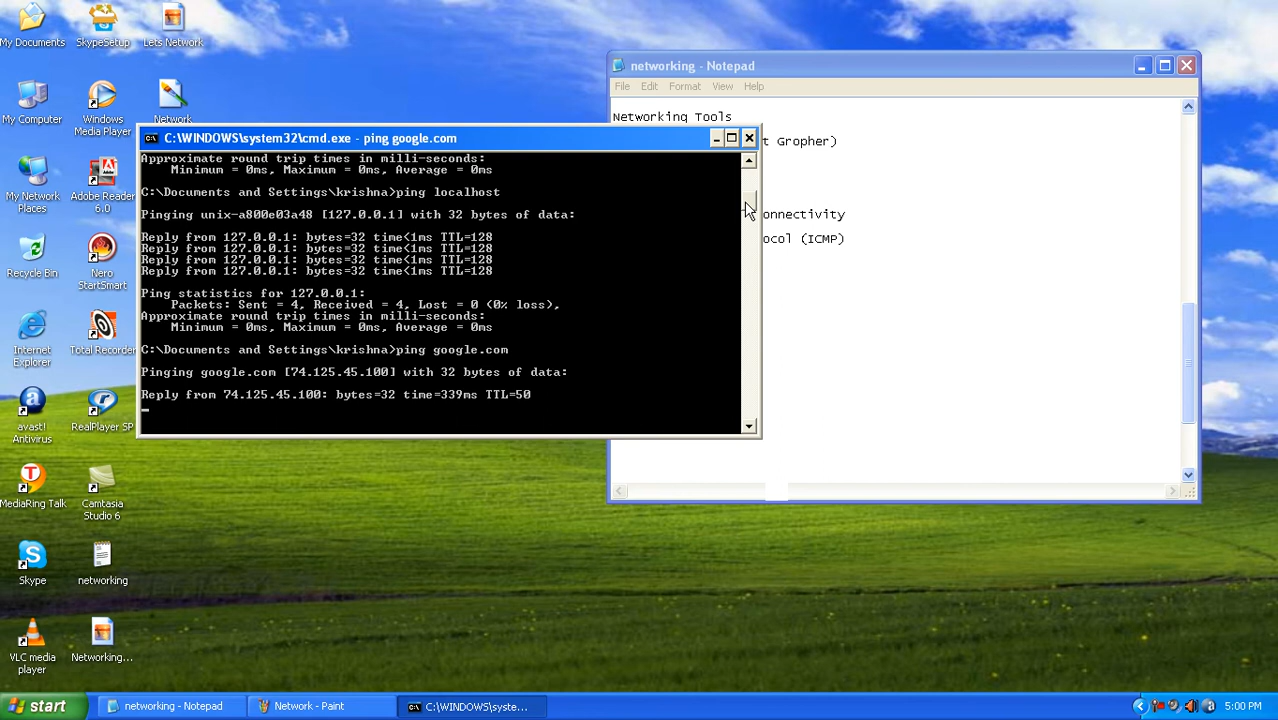 My Documents
SkypeSetup
Lets Network
My Computer
Windows
Media Player
Network
My Network
Places
Adobe Reader
6.0
Recycle Bin
Nero
StartSmart
Internet
Explorer
Total Recorder
avast!
Antivirus
RealPlayer SP
MediaRing Talk
Camtasia
Studio 6
Skype
networking
VLC media
player
Networking...
networking - Notepad
File Edit Format View Help
Networking Tools
t Gropher)
onnectivity
ocol (ICMP)
C:\WINDOWS\system32\cmd.exe - ping google.com
Approximate round trip times in milli-seconds:
Minimum = 0ms, Maximum = 0ms, Average = 0ms
C:\Documents and Settings\krishna>ping localhost
Pinging unix-a800e03a48 [127.0.0.1] with 32 bytes of data:
Reply from 127.0.0.1: bytes=32 time<1ms TTL=128
Reply from 127.0.0.1: bytes=32 time<1ms TTL=128
Reply from 127.0.0.1: bytes=32 time<1ms TTL=128
Reply from 127.0.0.1: bytes=32 time<1ms TTL=128
Ping statistics for 127.0.0.1:
Packets: Sent = 4, Received = 4, Lost = 0 (0% loss),
Approximate round trip times in milli-seconds:
Minimum = 0ms, Maximum = 0ms, Average = 0ms
C:\Documents and Settings\krishna>ping google.com
Pinging google.com [74.125.45.100] with 32 bytes of data:
Reply from 74.125.45.100: bytes=32 time=339ms TTL=50
start
networking - Notepad
Network - Paint
C:\WINDOWS\syste...
5:00 PM